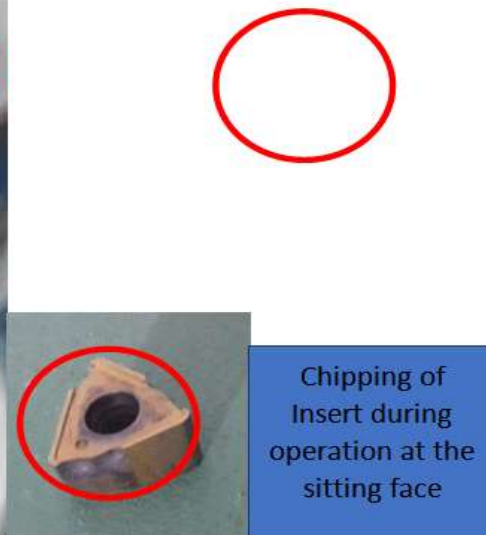 Chipping of
Insert during
operation at the
sitting face